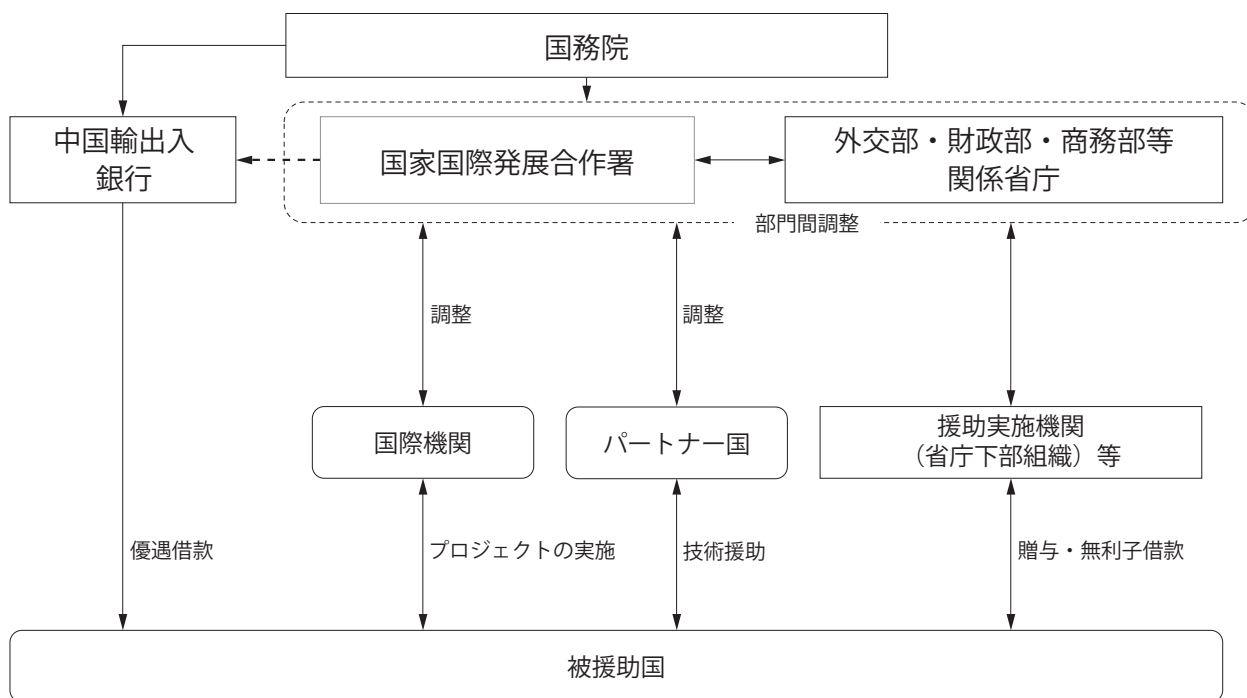 国務院
中国輸出入
銀行
国家国際発展合作署
外交部・財政部・商務部等
関係省庁
部門間調整
調整
調整
国際機関
パートナー国
援助実施機関
（省庁下部組織）等
優遇借款
プロジェクトの実施
技術援助
贈与・無利子借款
被援助国